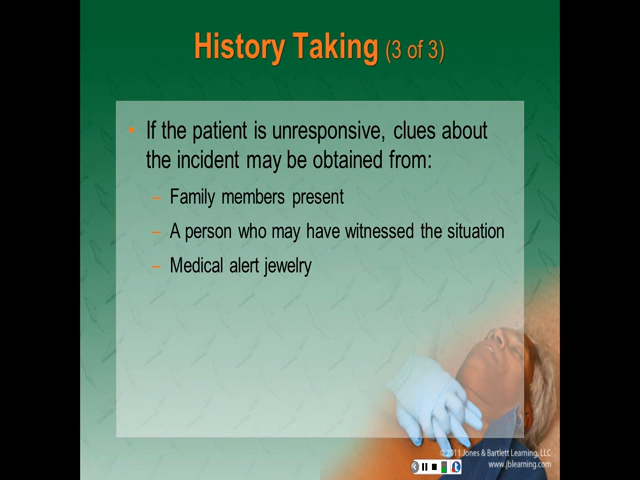 History Taking (3 of 3)
• If the patient is unresponsive, clues about
the incident may be obtained from:
– Family members present
– A person who may have witnessed the situation
– Medical alert jewelry
©2011 Jones & Bartlett Learning, LLC
www.jblearning.com